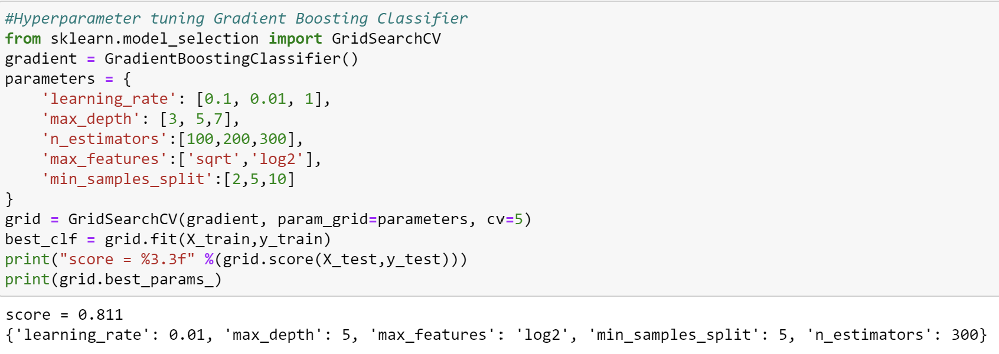 #Hyperparameter tuning Gradient Boosting Classifier
from sklearn.model_selection import GridSearchCV
gradient = GradientBoostingClassifier()
parameters = {
    'learning_rate': [0.1, 0.01, 1],
    'max_depth': [3, 5,7],
    'n_estimators':[100,200,300],
    'max_features':['sqrt','log2'],
    'min_samples_split':[2,5,10]
}
grid = GridSearchCV(gradient, param_grid=parameters, cv=5)
best_clf = grid.fit(X_train,y_train)
print("score = %3.3f" %(grid.score(X_test,y_test)))
print(grid.best_params_)
score = 0.811
{'learning_rate': 0.01, 'max_depth': 5, 'max_features': 'log2', 'min_samples_split': 5, 'n_estimators': 300}